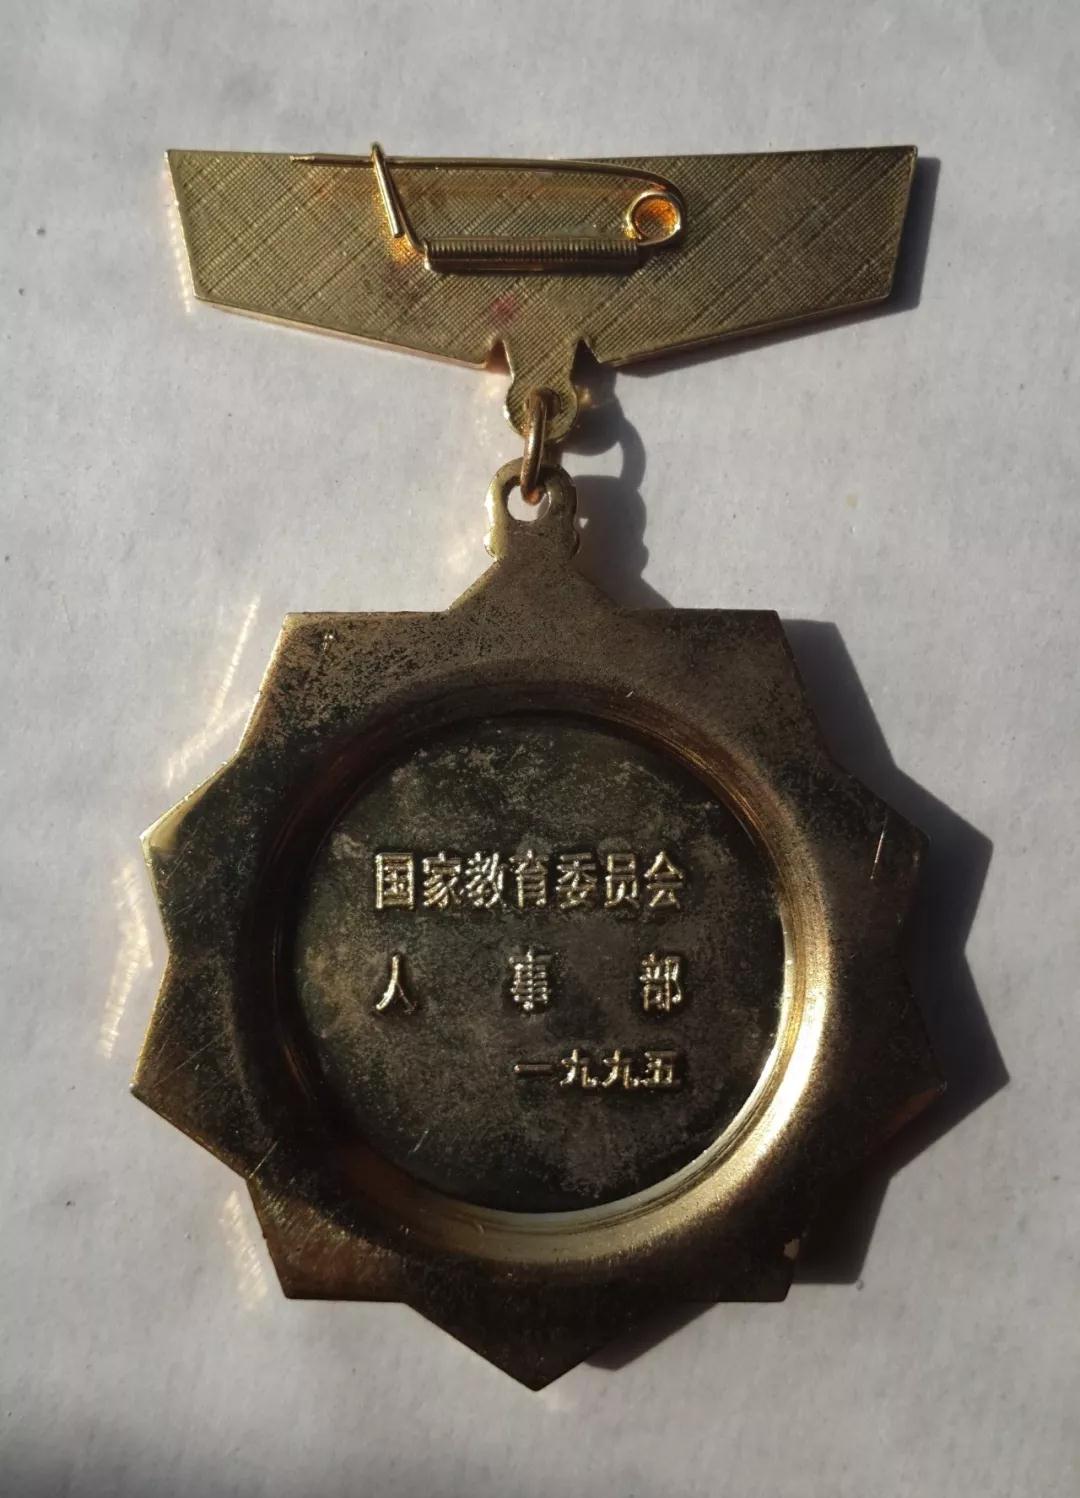 国家教育委员会
人事部
一九九五